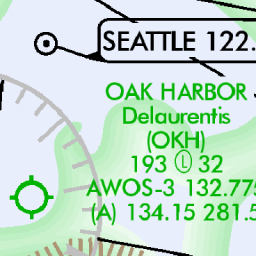 SEATTLE 122.
OAK HARBOR
Delaurentis
(OKH)
193 Ⓛ 32
AWOS-3 132.775
(A) 134.15 281.5